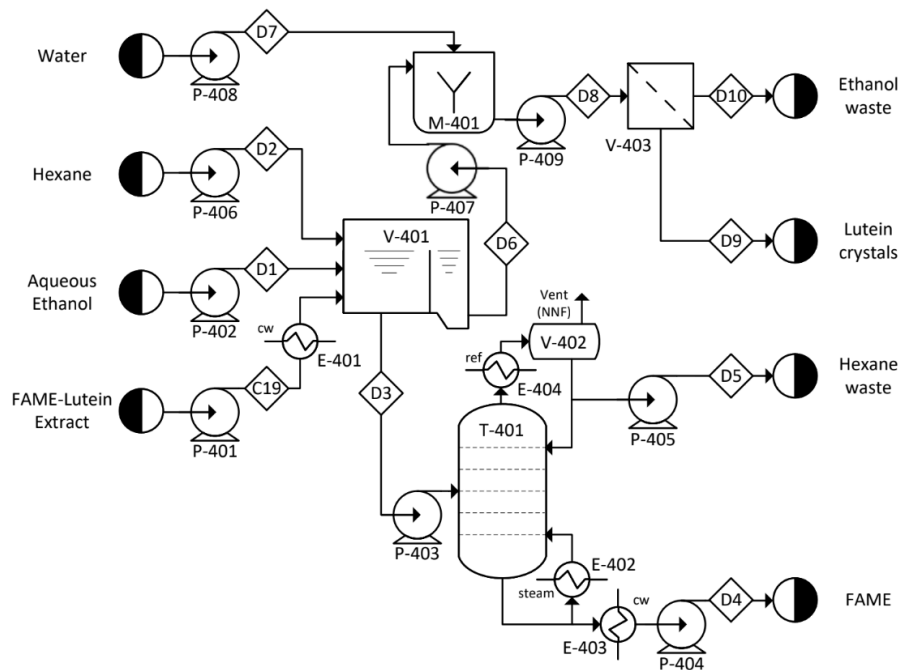 Water
P-408
D7
M-401
P-409
D8
V-403
D10
Ethanol
waste
Hexane
P-406
D2
P-407
D6
D9
Lutein
crystals
V-401
Aqueous
Ethanol
P-402
D1
cw
E-401
Vent
(NNF)
V-402
ref
E-404
D5
Hexane
waste
P-405
FAME-Lutein
Extract
P-401
C19
D3
T-401
P-403
E-402
steam
cw
E-403
P-404
D4
FAME